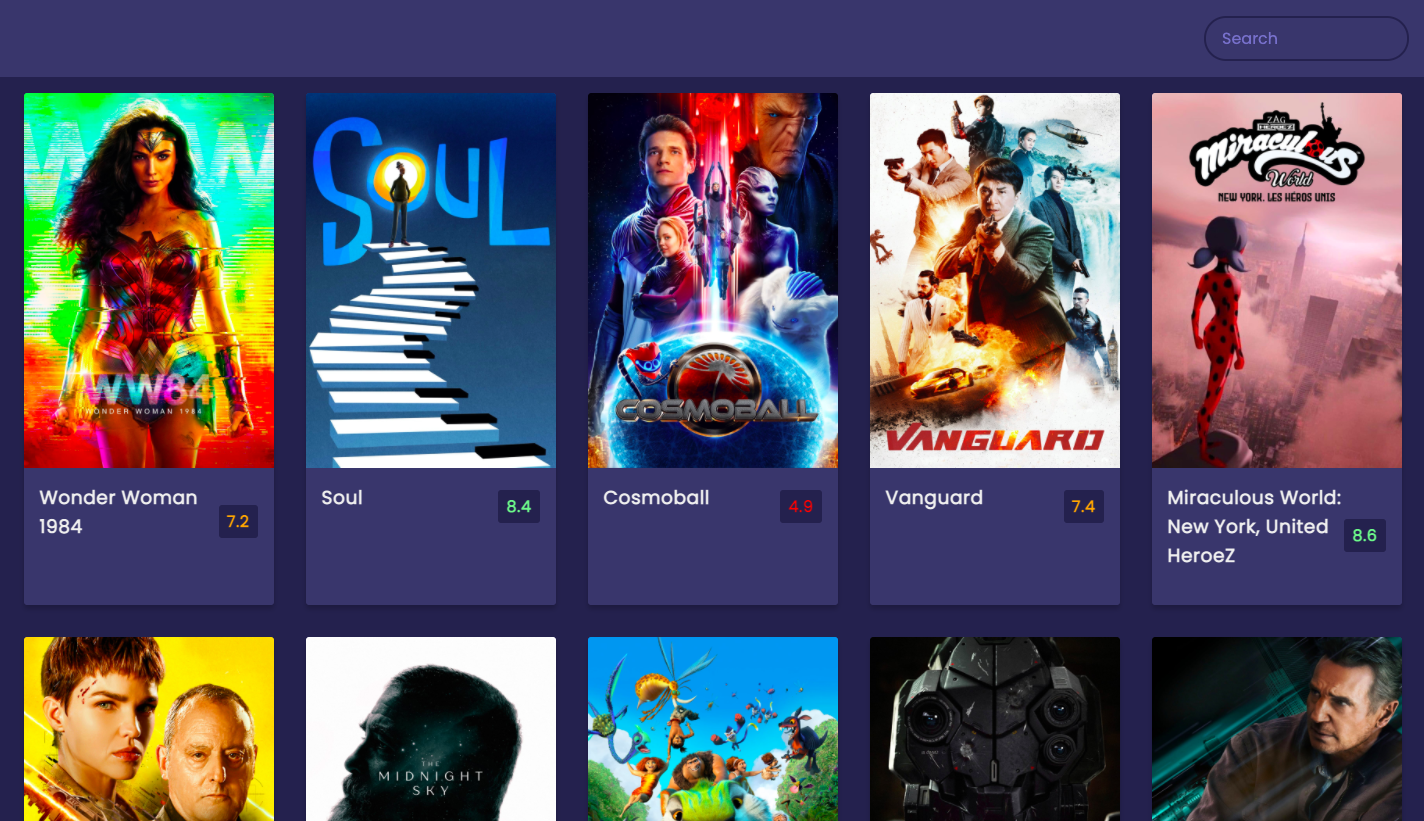 Search
WW
WW84
WONDER WOMAN 1984
SOUL
COSMOBALL
VANGUARD
ZAG
HEROEZ
Miraculous
World
NEW YORK, LES HÉROS UNIS
Wonder Woman
1984
7.2
Soul
8.4
Cosmoball
4.9
Vanguard
7.4
Miraculous World:
New York, United
HeroeZ
8.6
THE
MIDNIGHT
SKY